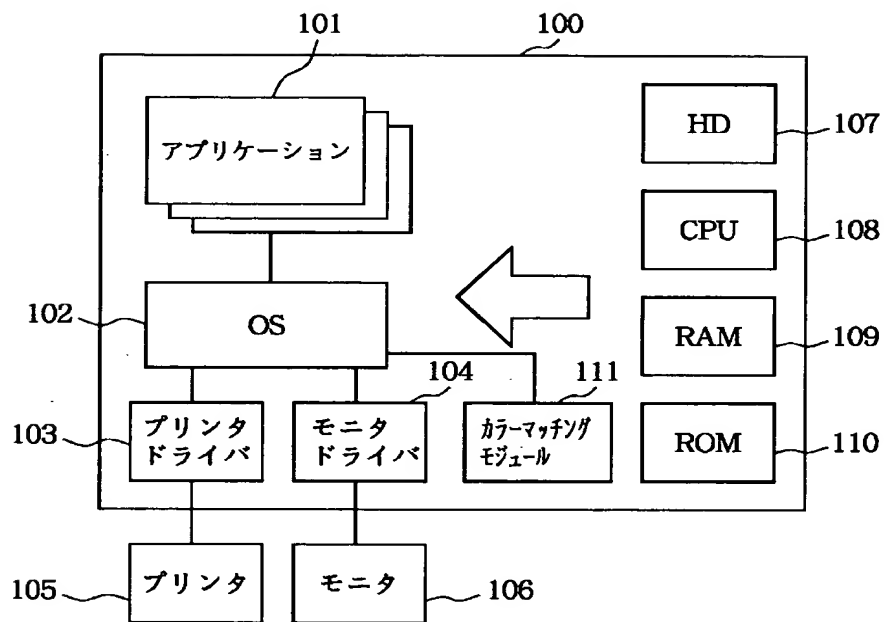 101
100
アプリケーション
HD
107
CPU
108
102
OS
RAM
109
104
111
103
プリンタ
ドライバ
モニタ
ドライバ
カラーマッチング
モジュール
ROM
110
105
プリンタ
モニタ
106